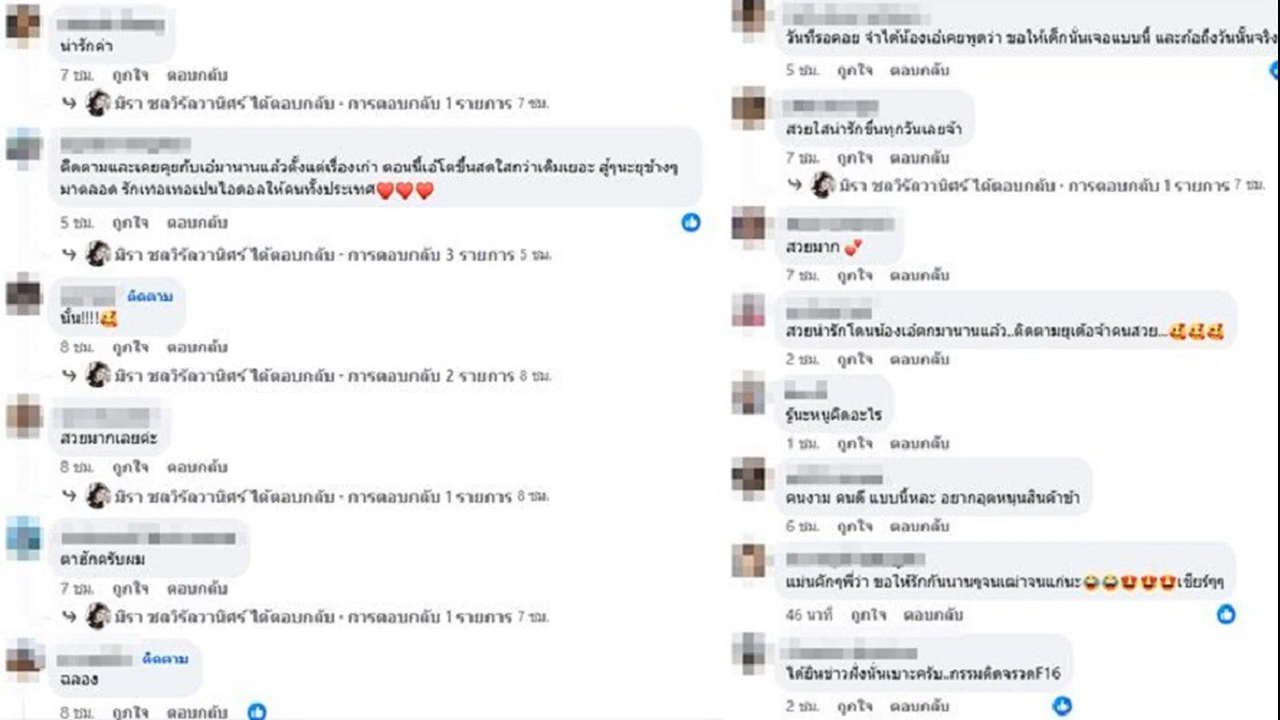 น่ารักค่า
7 ชม. ถูกใจ ตอบกลับ
มิรา ชลวิรัลวานิศร์ ได้ตอบกลับ · การตอบกลับ 1 รายการ 7 ชม.
ติดตามและเคยคุยกับเอ๋มานานแล้วตั้งแต่เรื่องเก่า ตอนนี้เอ๋โตขึ้นสดใสกว่าเดิมเยอะ สู้ๆนะยุข้างๆ
มาตลอด รักเทอเทอเปนไอดอลให้คนทั้งประเทศ❤️❤️❤️
5 ชม. ถูกใจ ตอบกลับ
มิรา ชลวิรัลวานิศร์ ได้ตอบกลับ · การตอบกลับ 3 รายการ 5 ชม.
ติดตาม
นั้น!!!!🥰
8 ชม. ถูกใจ ตอบกลับ
มิรา ชลวิรัลวานิศร์ ได้ตอบกลับ · การตอบกลับ 2 รายการ 8 ชม.
สวยมากเลยค่ะ
8 ชม. ถูกใจ ตอบกลับ
มิรา ชลวิรัลวานิศร์ ได้ตอบกลับ · การตอบกลับ 1 รายการ 8 ชม.
ตาฮักครับผม
7 ชม. ถูกใจ ตอบกลับ
มิรา ชลวิรัลวานิศร์ ได้ตอบกลับ · การตอบกลับ 1 รายการ 7 ชม.
ติดตาม
ฉลอง
8 ชม. ถูกใจ ตอบกลับ
วันที่รอคอย จำได้น้องเอ๋เคยพูดว่า ขอให้เด็กนั่นเจอแบบนี้ และก้อถึงวันนั้นจริง
5 ชม. ถูกใจ ตอบกลับ
สวยใสน่ารักขึ้นทุกวันเลยจ้า
7 ชม. ถูกใจ ตอบกลับ
มิรา ชลวิรัลวานิศร์ ได้ตอบกลับ · การตอบกลับ 1 รายการ 7 ชม.
สวยมาก 💕
7 ชม. ถูกใจ ตอบกลับ
สวยน่ารักโดนน้องเอ๋ตกมานานแล้ว..ติดตามยุเด้อจ้าคนสวย...🥰🥰🥰
2 ชม. ถูกใจ ตอบกลับ
รู้นะหนูคิดอะไร
1 ชม. ถูกใจ ตอบกลับ
คนงาม คนดี แบบนี้หละ อยากอุดหนุนสินค้าซ้ำ
6 ชม. ถูกใจ ตอบกลับ
แม่นคักๆพี่ว่า ขอให้รักกันนานๆจนเฒ่าจนแก่นะ😂😂🤩🤩🤩เชียร์ๆๆ
46 นาที ถูกใจ ตอบกลับ
ได้ยินข่าวฝั่งนั่นเบาะครับ..กรรมติดจรวดF16
2 ชม. ถูกใจ ตอบกลับ